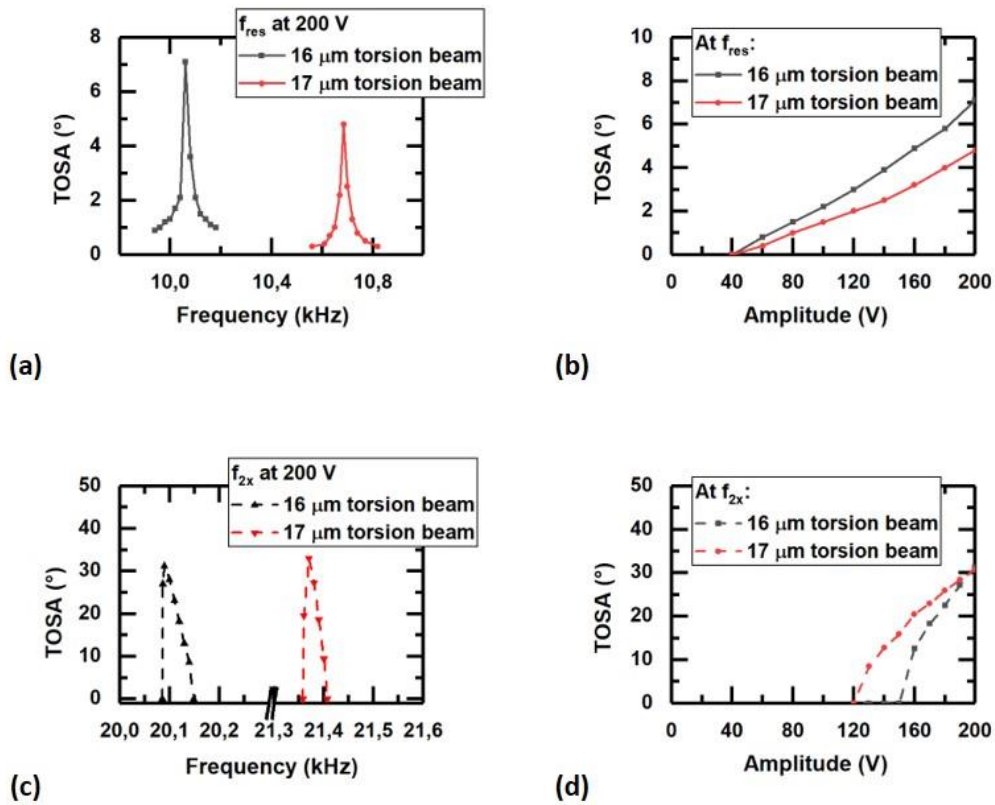 f_res at 200 V
16 μm torsion beam
17 μm torsion beam
8
6
4
2
0
TOSA (°)
10,0 10,4 10,8
Frequency (kHz)
(a)
At f_res:
16 μm torsion beam
17 μm torsion beam
10
8
6
4
2
0
TOSA (°)
0 40 80 120 160 200
Amplitude (V)
(b)
f_2x at 200 V
16 μm torsion beam
17 μm torsion beam
50
40
30
20
10
0
TOSA (°)
20,0 20,1 20,2 21,3 21,4 21,5 21,6
Frequency (kHz)
(c)
At f_2x:
16 μm torsion beam
17 μm torsion beam
50
40
30
20
10
0
TOSA (°)
0 40 80 120 160 200
Amplitude (V)
(d)